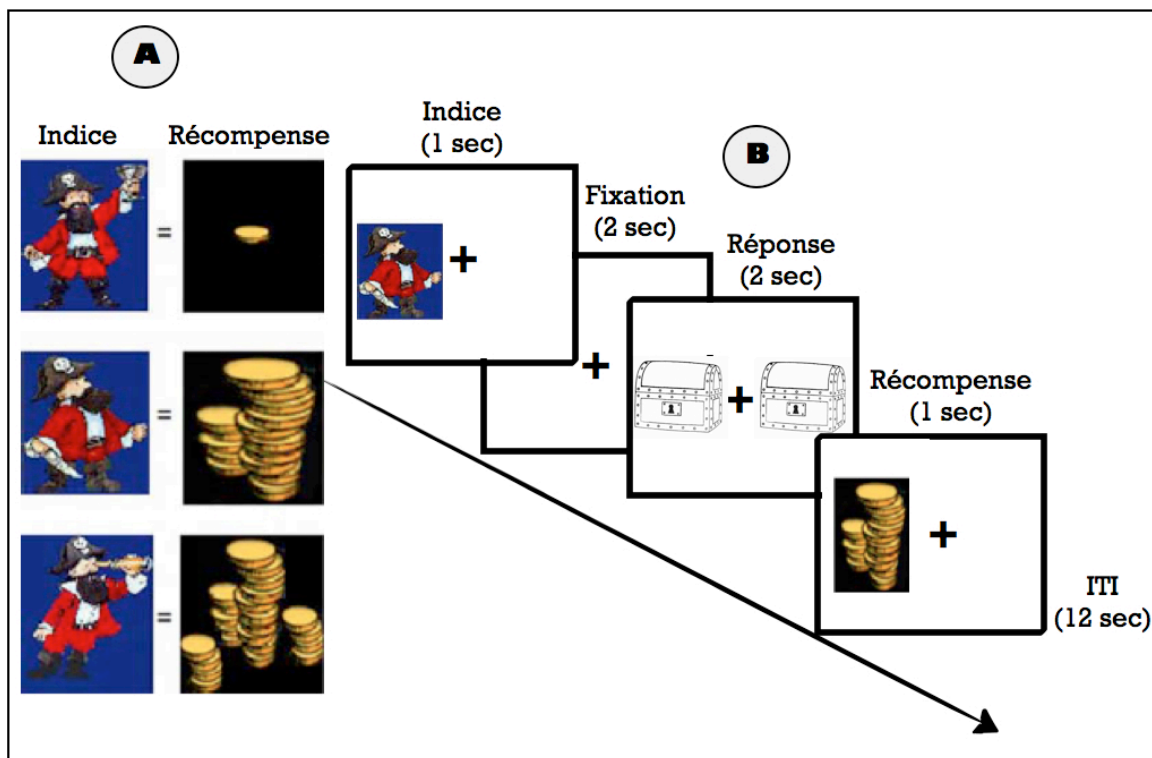 A
Indice Récompense
=
=
=
B
Indice
(1 sec)
+
Fixation
(2 sec)
+
Réponse
(2 sec)
+
Récompense
(1 sec)
+
ITI
(12 sec)